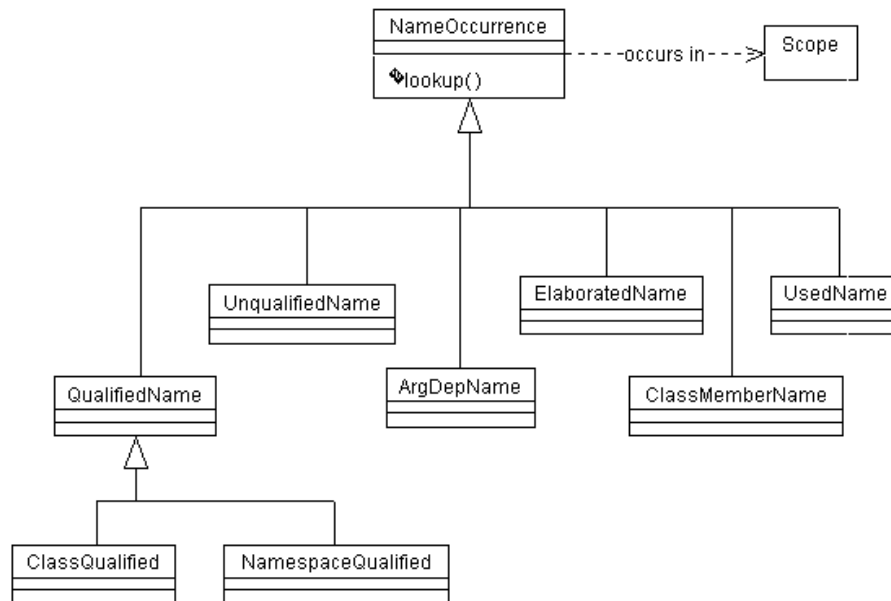 NameOccurrence
occurs in
Scope
lookup()
UnqualifiedName
ElaboratedName
UsedName
QualifiedName
ArgDepName
ClassMemberName
ClassQualified
NamespaceQualified